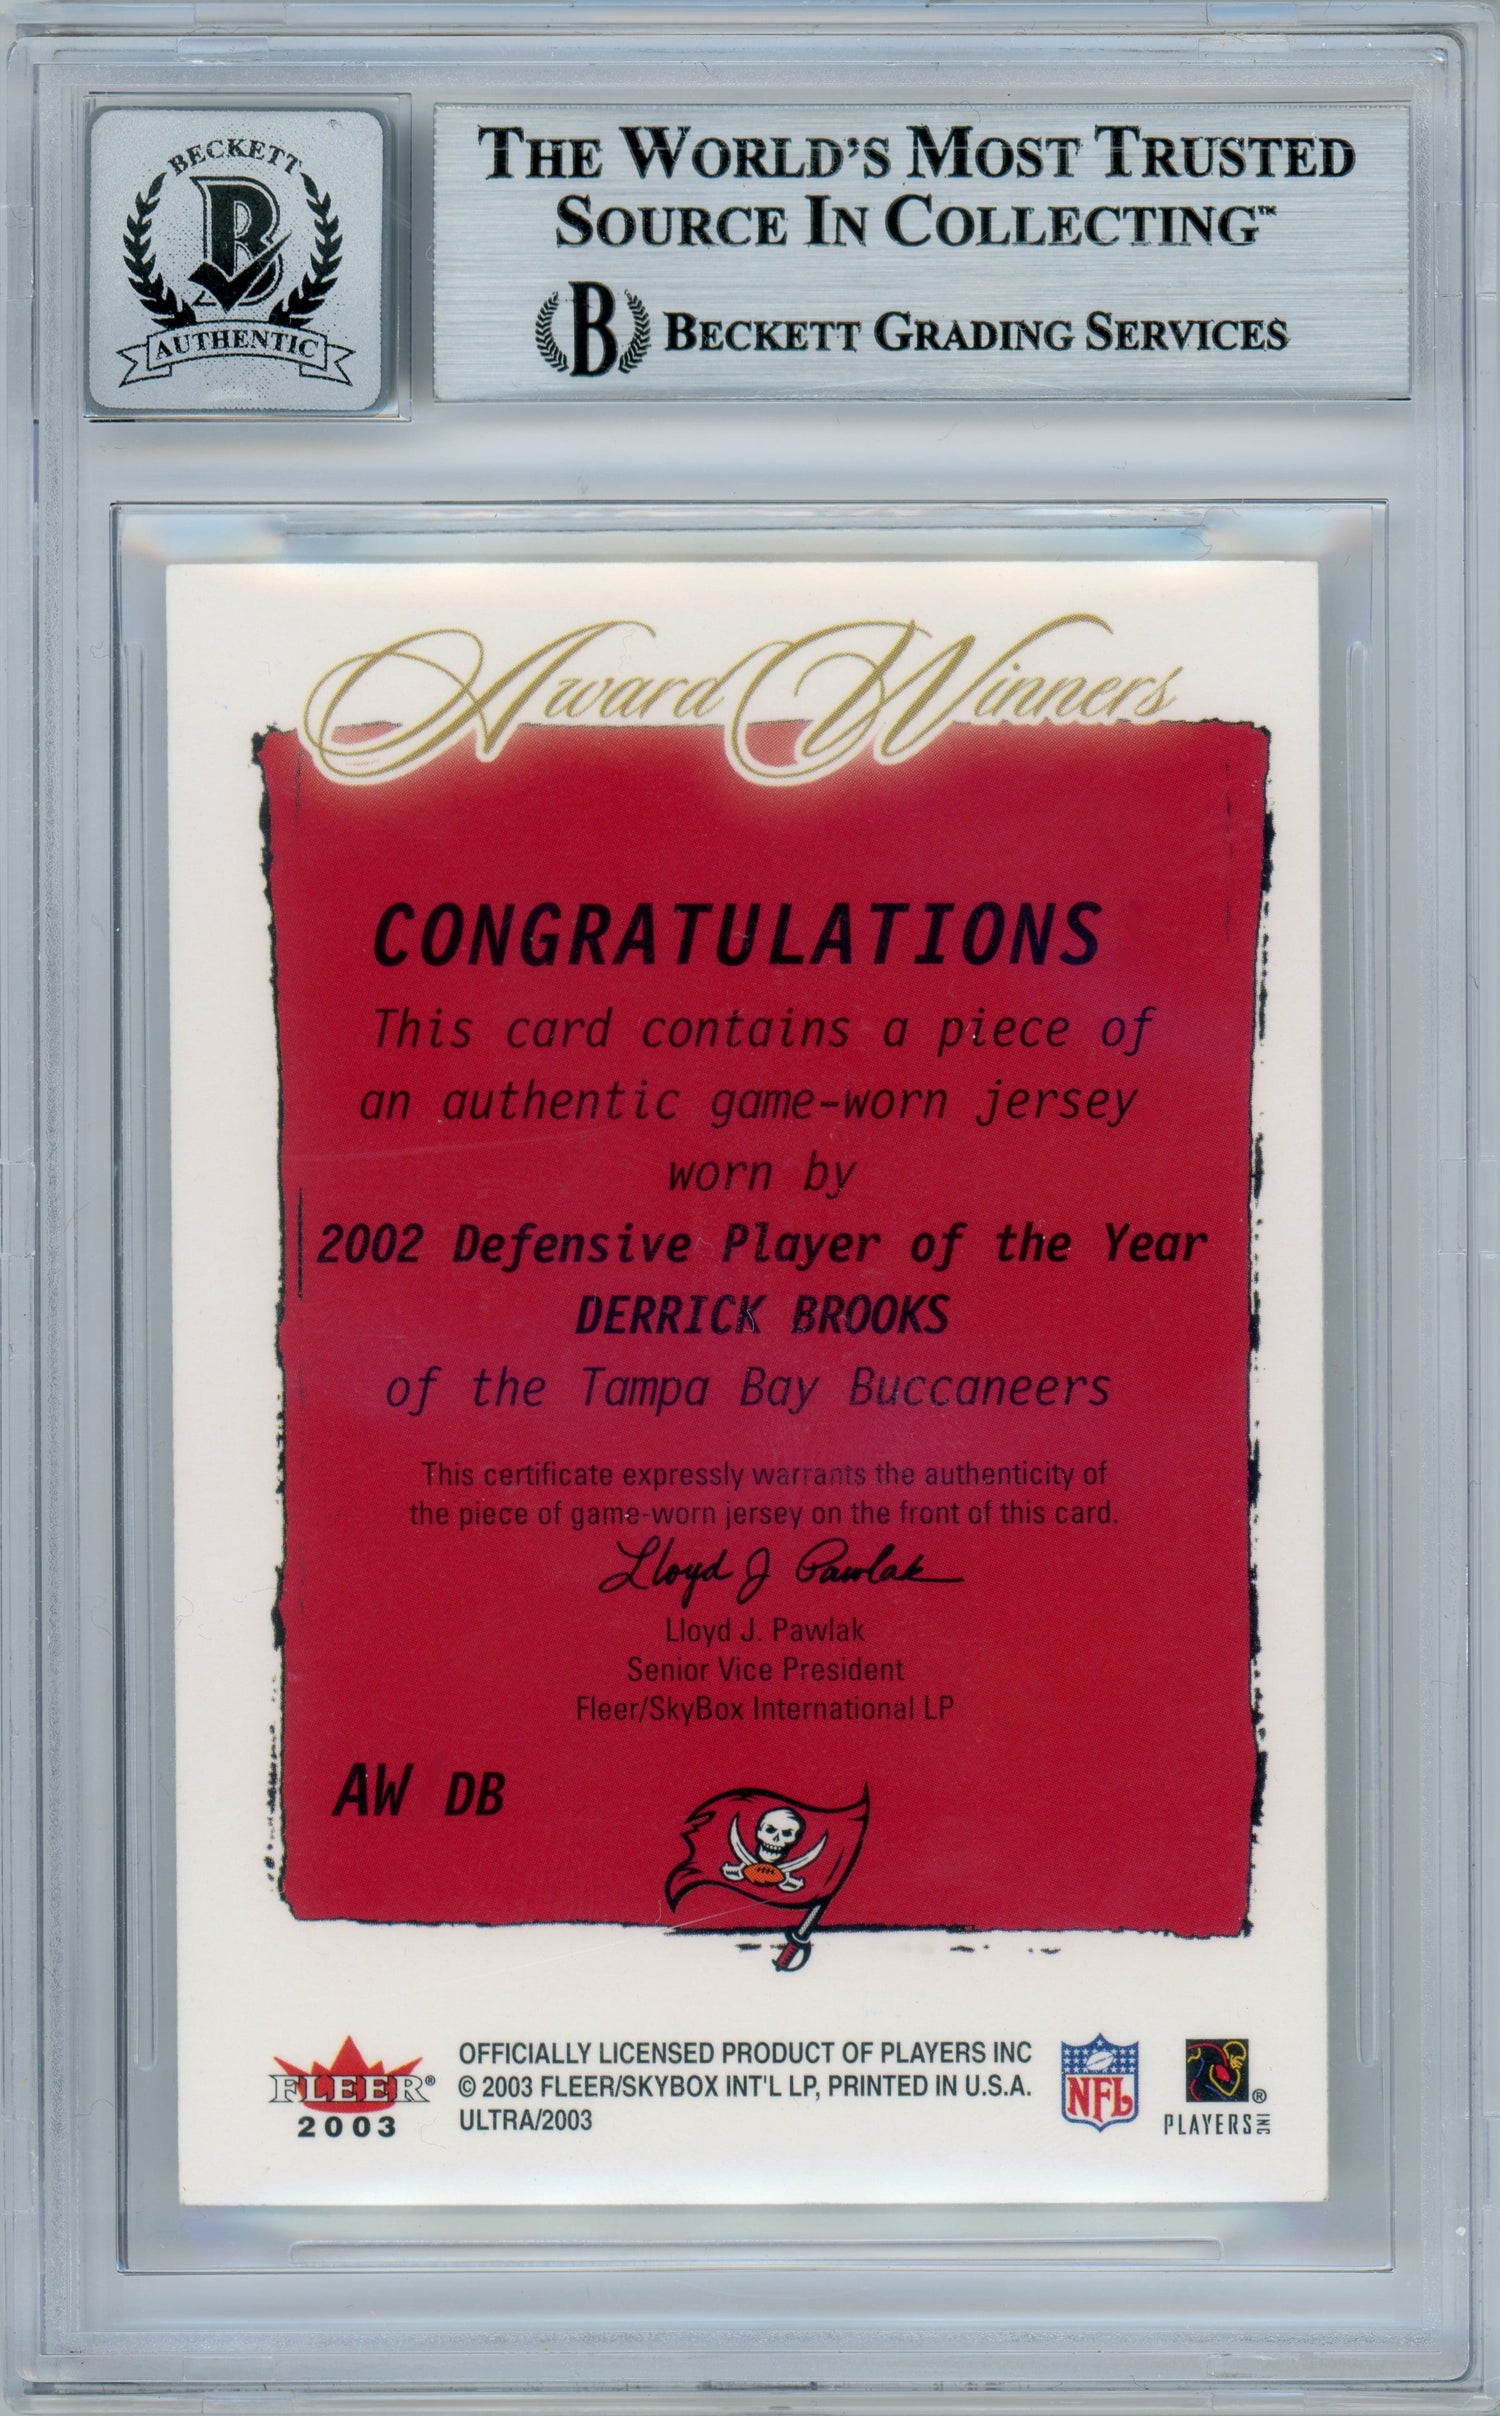 BECKETT
B
AUTHENTIC
THE WORLD'S MOST TRUSTED
SOURCE IN COLLECTING™
B BECKETT GRADING SERVICES
Award Winners
CONGRATULATIONS
This card contains a piece of
an authentic game-worn jersey
worn by
2002 Defensive Player of the Year
DERRICK BROOKS
of the Tampa Bay Buccaneers
This certificate expressly warrants the authenticity of
the piece of game-worn jersey on the front of this card.
Lloyd J Pawlak
Lloyd J. Pawlak
Senior Vice President
Fleer/SkyBox International LP
AW DB
FLEER®
2003
OFFICIALLY LICENSED PRODUCT OF PLAYERS INC
© 2003 FLEER/SKYBOX INT'L LP, PRINTED IN U.S.A.
ULTRA/2003
NFL
®
PLAYERS INC